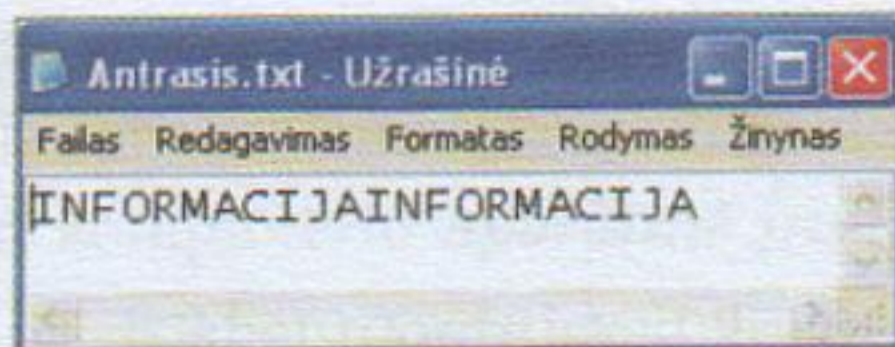 Antrasis.txt - Užrašinė
Failas Redagavimas Formatas Rodymas Žinynas
INFORMACIJAINFORMACIJA